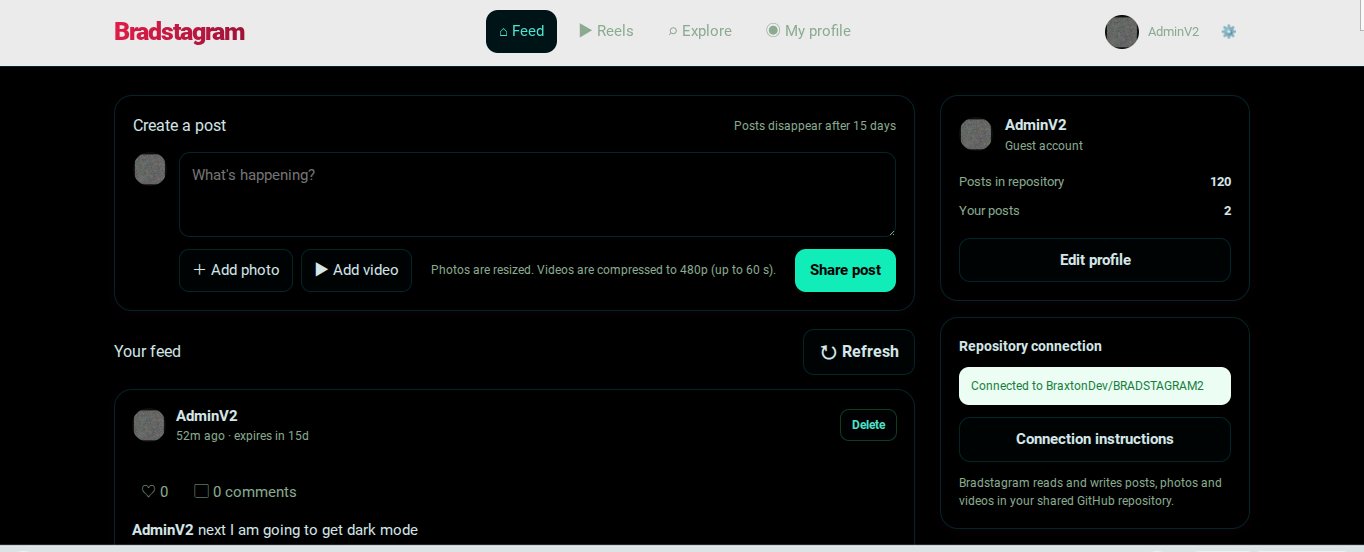 Bradstagram
⌂ Feed
▶ Reels
⌕ Explore
◉ My profile
AdminV2
Create a post
Posts disappear after 15 days
What's happening?
+ Add photo
▶ Add video
Photos are resized. Videos are compressed to 480p (up to 60 s).
Share post
Your feed
↻ Refresh
AdminV2
52m ago · expires in 15d
Delete
♡ 0
0 comments
AdminV2 next I am going to get dark mode
AdminV2
Guest account
Posts in repository 120
Your posts 2
Edit profile
Repository connection
Connected to BraxtonDev/BRADSTAGRAM2
Connection instructions
Bradstagram reads and writes posts, photos and
videos in your shared GitHub repository.